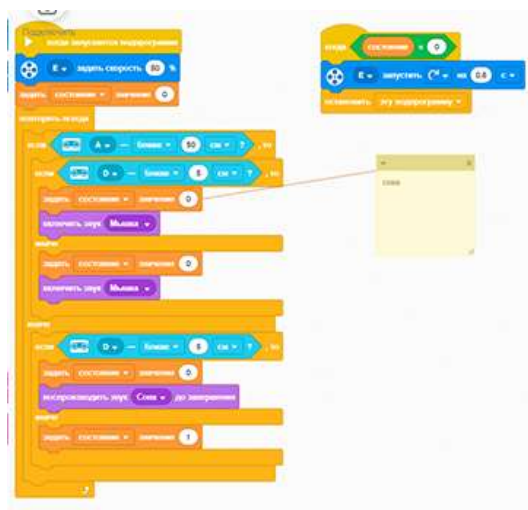 Подключить
когда запускается подпрограмма
E задать скорость 80 %
задать состояние значение 0
повторять всегда
если A — ближе 50 см ? , то
если D — ближе 5 см ? , то
задать состояние значение 0
включить звук Мышка
иначе
задать состояние значение 0
включить звук Мышка
иначе
если D — ближе 5 см ? , то
задать состояние значение 0
воспроизводить звук Сова до завершения
иначе
задать состояние значение 1
когда состояние = 0
E запустить на 0.6 с
остановить эту подпрограмму
сова